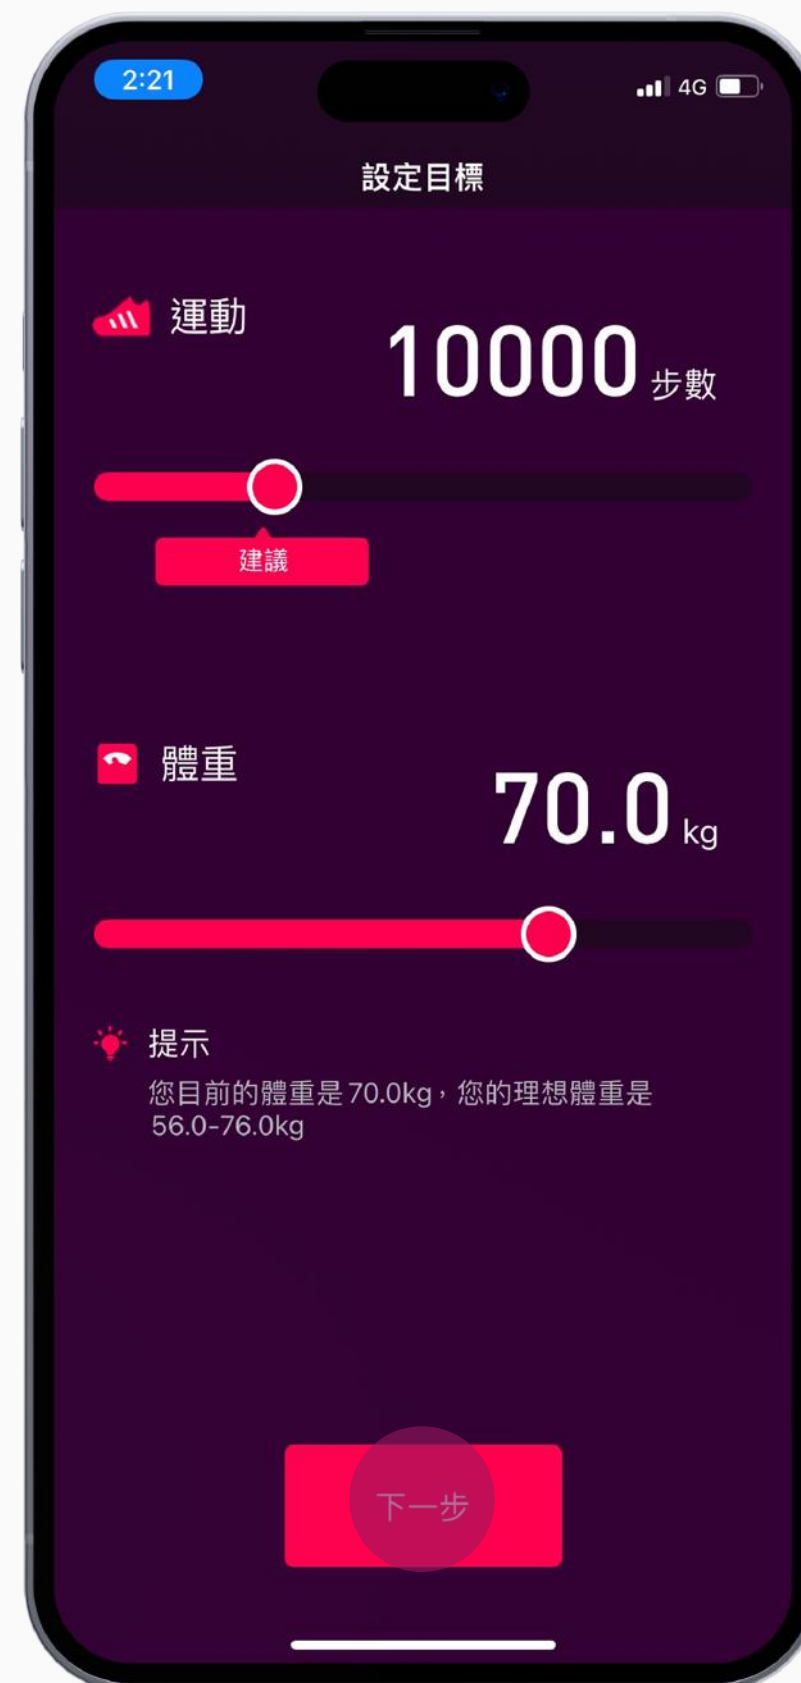 2:21
4G
設定目標
運動
10000 步數
建議
體重
70.0 kg
提示
您目前的體重是 70.0kg，您的理想體重是
56.0-76.0kg
下一步